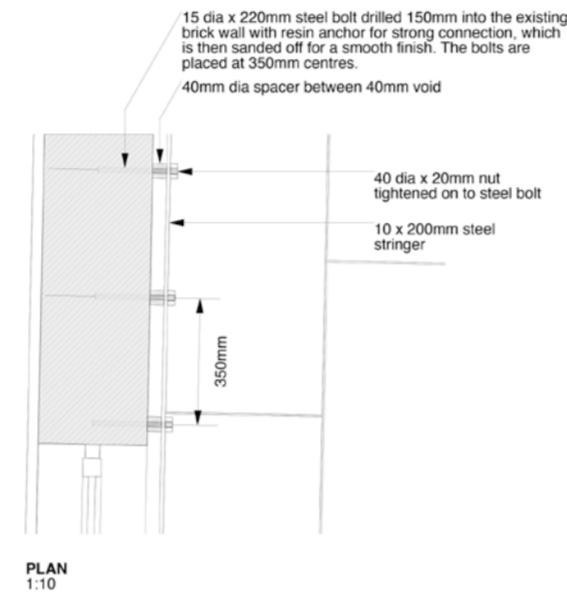 15 dia x 220mm steel bolt drilled 150mm into the existing
brick wall with resin anchor for strong connection, which
is then sanded off for a smooth finish. The bolts are
placed at 350mm centres.
40mm dia spacer between 40mm void
40 dia x 20mm nut
tightened on to steel bolt
10 x 200mm steel
stringer
350mm
PLAN
1:10